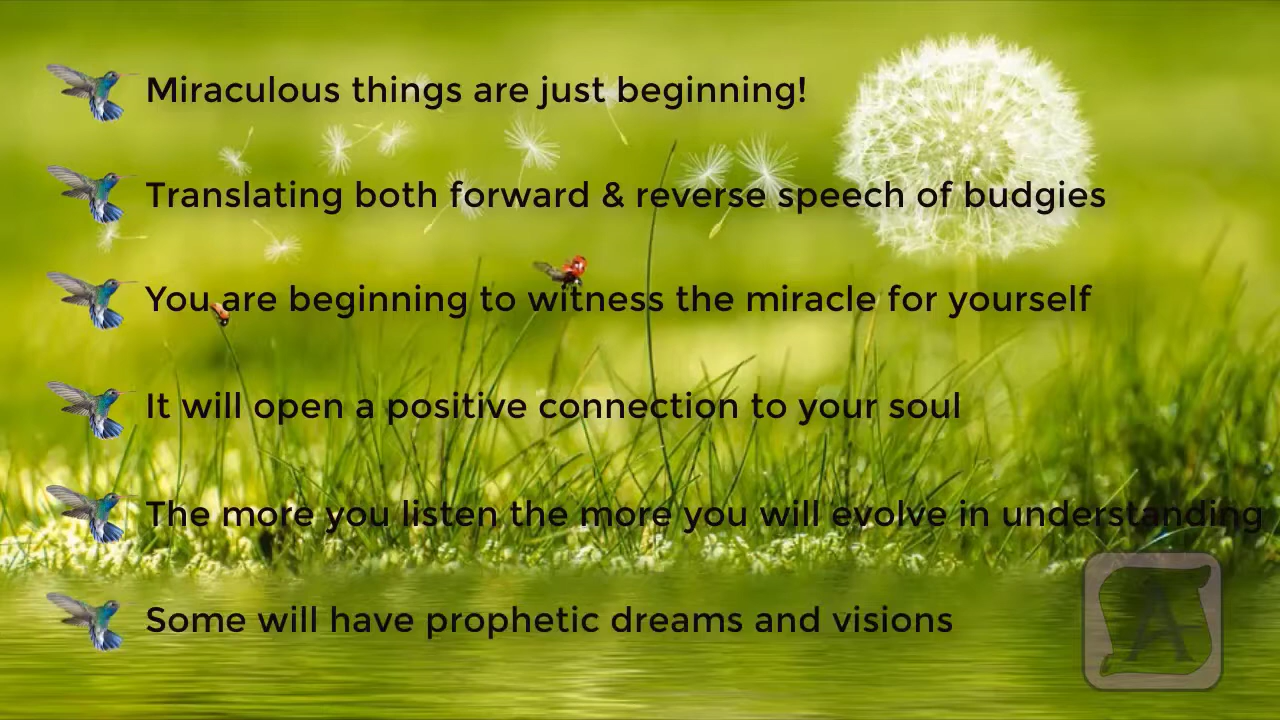 Miraculous things are just beginning!
Translating both forward & reverse speech of budgies
You are beginning to witness the miracle for yourself
It will open a positive connection to your soul
The more you listen the more you will evolve in understanding
Some will have prophetic dreams and visions
A